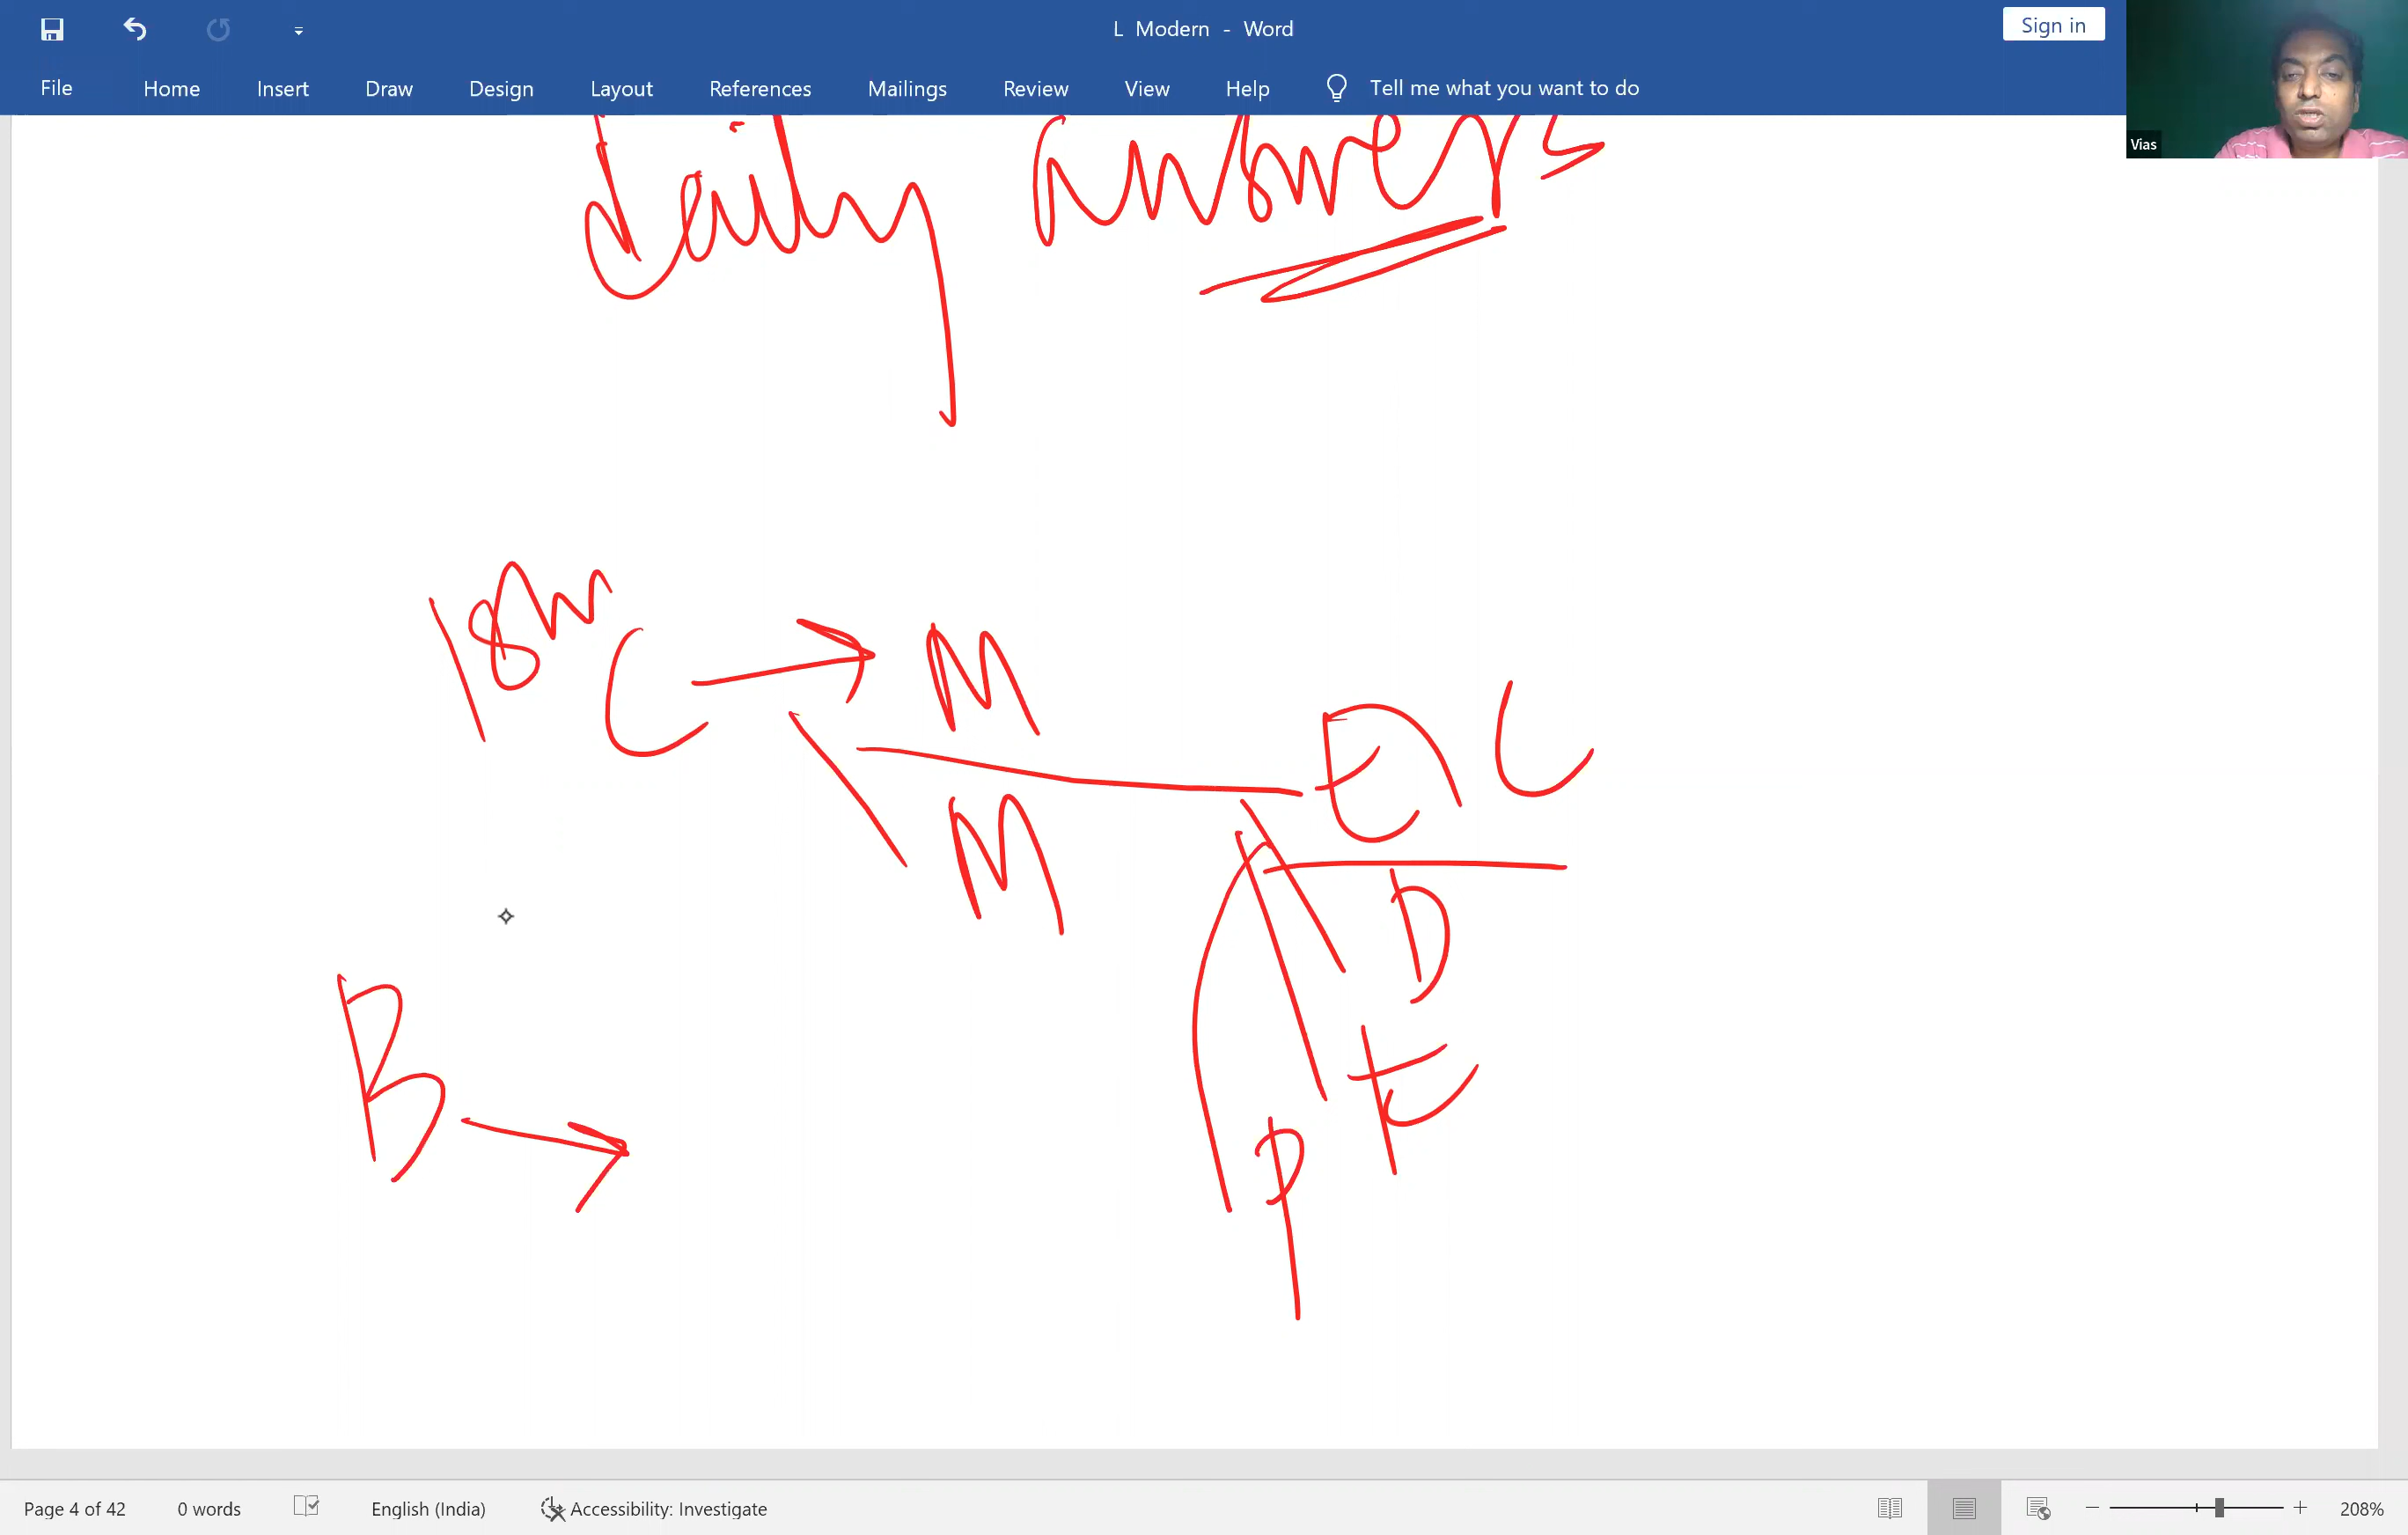 L Modern - Word
Sign in
File Home Insert Draw Design Layout References Mailings Review View Help Tell me what you want to do
Vias
daily answers
18th
C → M
M
EIC
D
F
P
B →
Page 4 of 42 0 words English (India) Accessibility: Investigate 208%